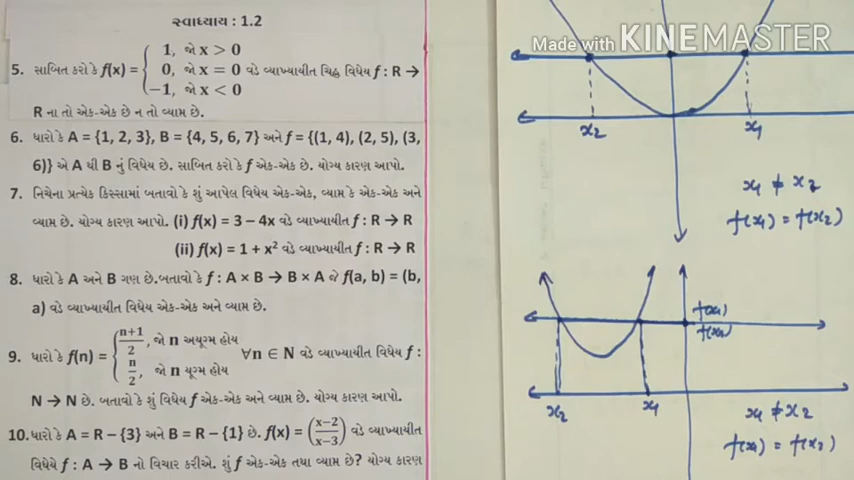 સ્વાધ્યાય : 1.2
5. સાબિત કરો કે f(x) = { 1, જો x > 0
0, જો x = 0 વડે વ્યાખ્યાયીત ચિહ્ન વિધેય f : R →
−1, જો x < 0
R ના તો એક-એક છે ન તો વ્યાપ્ત છે.
6. ધારો કે A = {1, 2, 3}, B = {4, 5, 6, 7} અને f = {(1, 4), (2, 5), (3,
6)} એ A થી B નું વિધેય છે. સાબિત કરો કે f એક-એક છે. યોગ્ય કારણ આપો.
7. નિચેના પ્રત્યેક કિસ્સામાં બતાવો કે શું આપેલ વિધેય એક-એક, વ્યાપ્ત કે એક-એક અને
વ્યાપ્ત છે. યોગ્ય કારણ આપો. (i) f(x) = 3 − 4x વડે વ્યાખ્યાયીત f : R → R
(ii) f(x) = 1 + x² વડે વ્યાખ્યાયીત f : R → R
8. ધારો કે A અને B ગણ છે. બતાવો કે f : A × B → B × A જે f(a, b) = (b,
a) વડે વ્યાખ્યાયીત વિધેય એક-એક અને વ્યાપ્ત છે.
9. ધારો કે f(n) = { n+1/2, જો n અયૂગ્મ હોય
n/2, જો n યૂગ્મ હોય ∀n ∈ N વડે વ્યાખ્યાયીત વિધેય f :
N → N છે. બતાવો કે શું વિધેય f એક-એક અને વ્યાપ્ત છે. યોગ્ય કારણ આપો.
10. ધારો કે A = R − {3} અને B = R − {1} છે. f(x) = (x−2/x−3) વડે વ્યાખ્યાયીત
વિધેયે f : A → B નો વિચાર કરીએ. શું f એક-એક તથા વ્યાપ્ત છે? યોગ્ય કારણ
Made with KINEMASTER
x₂ x₁
x₁ ≠ x₂
f(x₁) = f(x₂)
f(x₁)
f(x₂)
x₂ x₁
x₁ ≠ x₂
f(x₁) = f(x₂)